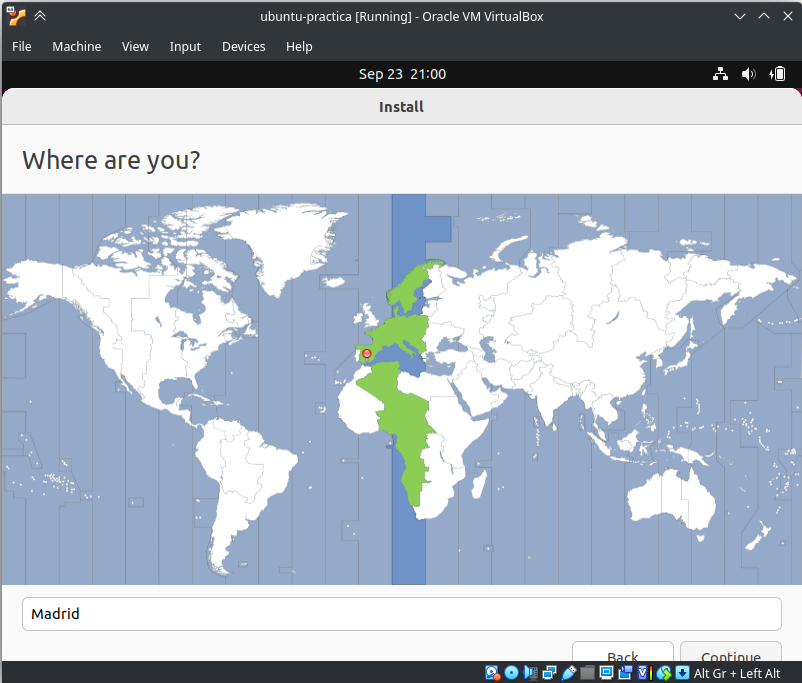 ubuntu-practica [Running] - Oracle VM VirtualBox
File Machine View Input Devices Help
Sep 23 21:00
Install
Where are you?
Madrid
Back Continue
Alt Gr + Left Alt